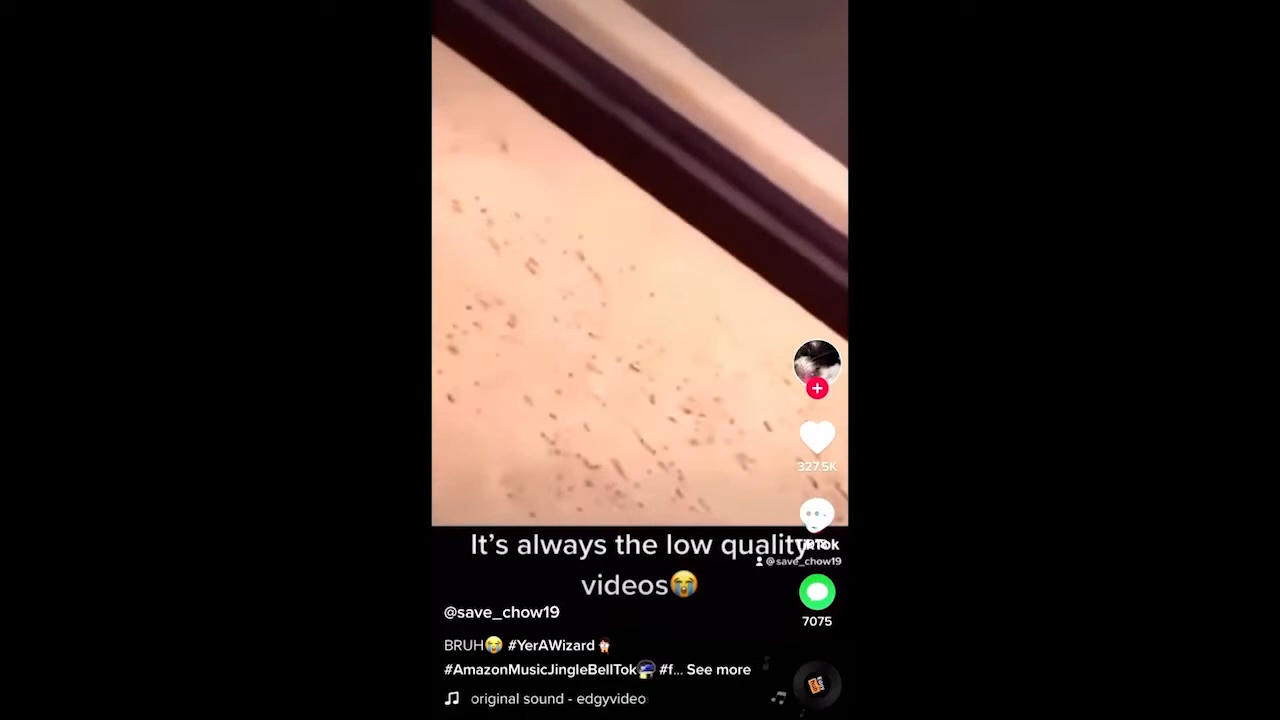 327.5K
It's always the low quality
TikTok
@save_chow19
videos😭
7075
@save_chow19
BRUH😭 #YerAWizard
#AmazonMusicJingleBellTok #f... See more
original sound - edgyvideo